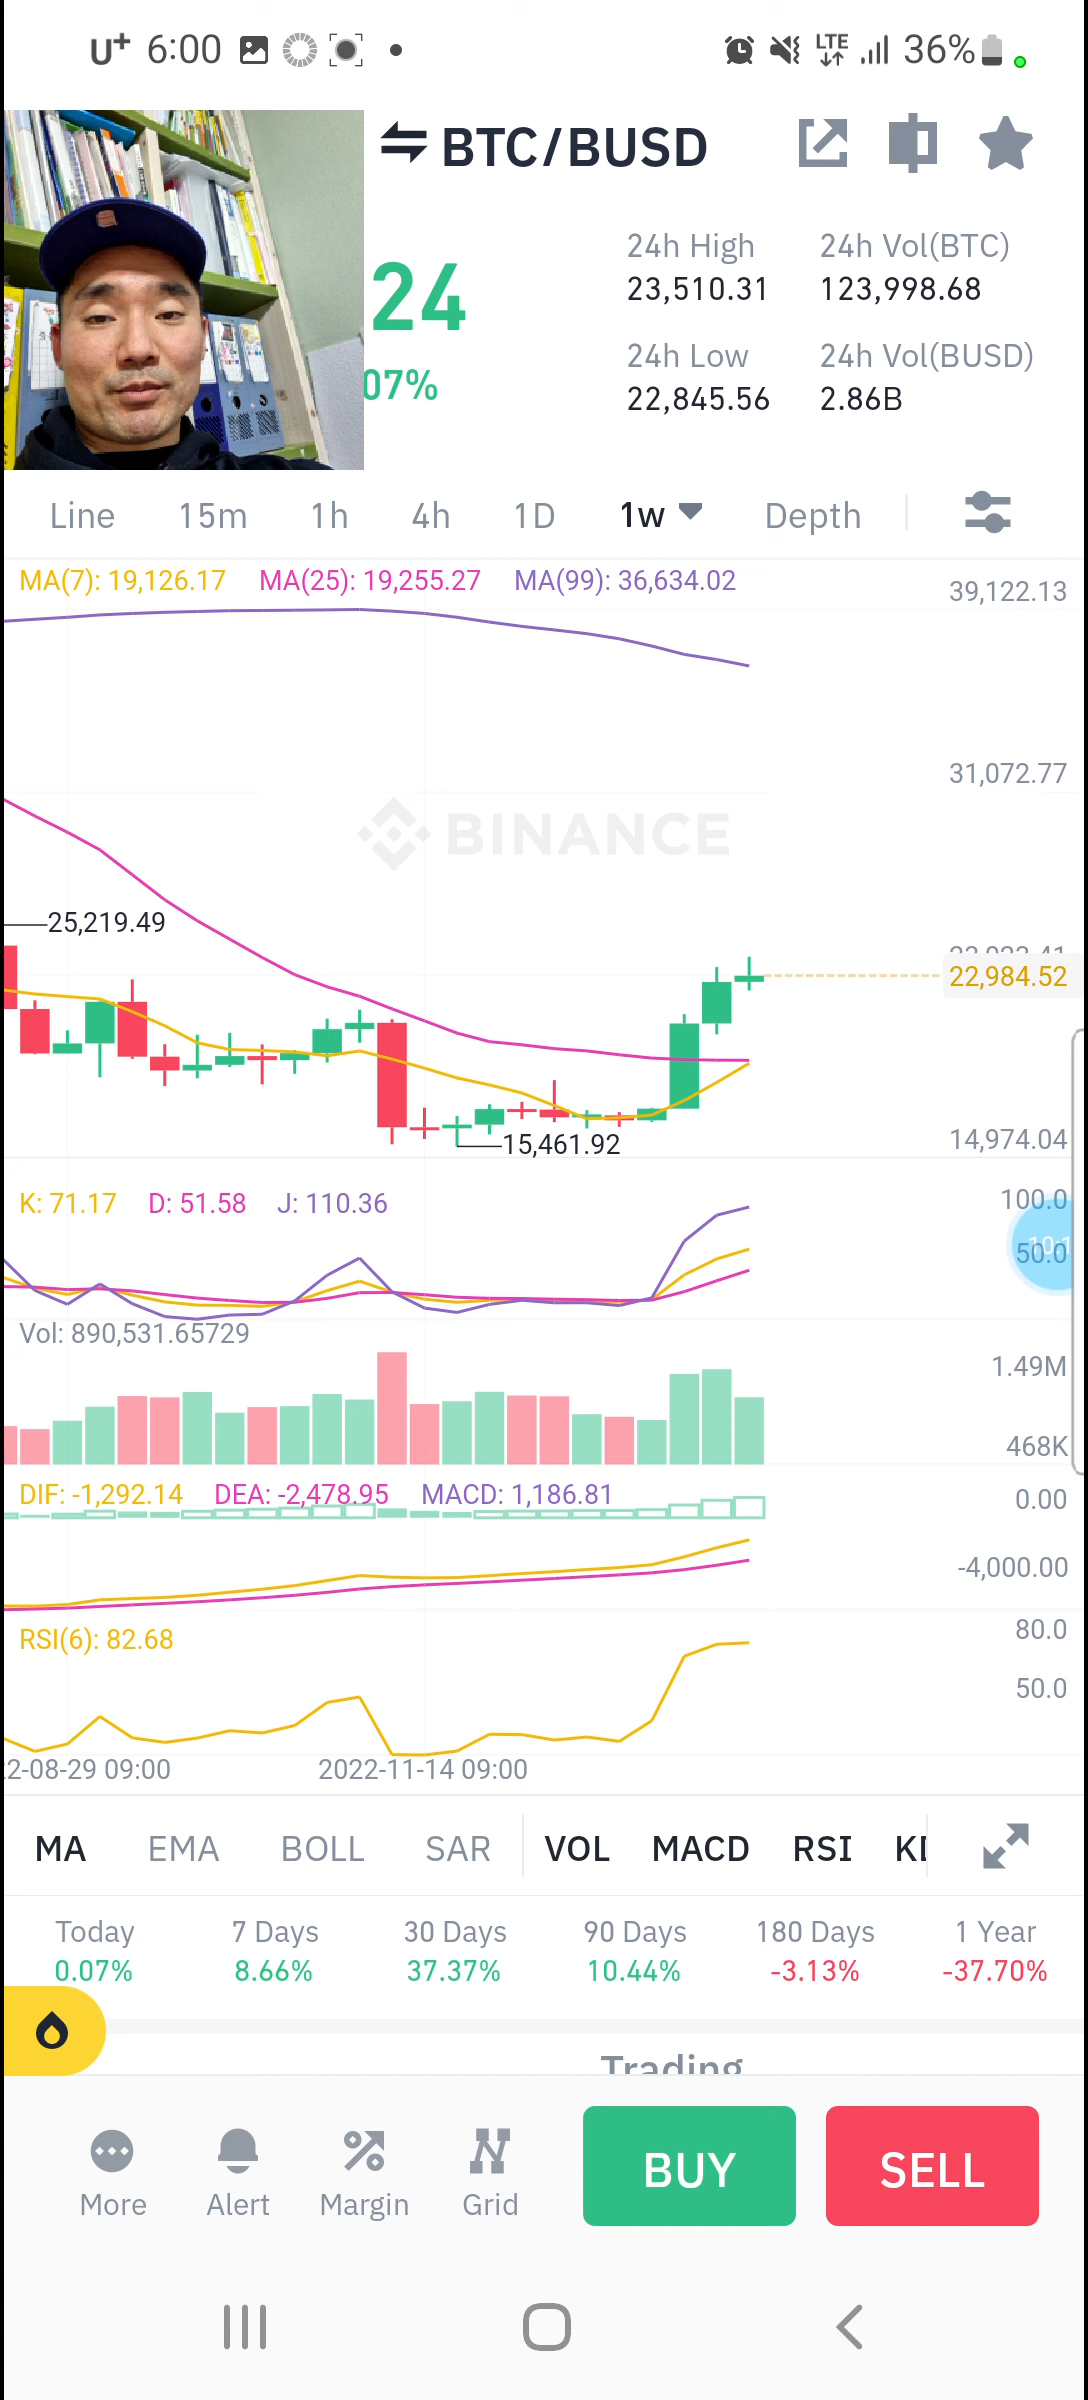 U+ 6:00 LTE 36%
BTC/BUSD
24
07%
24h High 24h Vol(BTC)
23,510.31 123,998.68
24h Low 24h Vol(BUSD)
22,845.56 2.86B
Line 15m 1h 4h 1D 1w Depth
MA(7): 19,126.17 MA(25): 19,255.27 MA(99): 36,634.02
39,122.13
31,072.77
BINANCE
25,219.49
22,984.52
15,461.92
14,974.04
K: 71.17 D: 51.58 J: 110.36
100.0
50.0
Vol: 890,531.65729
1.49M
468K
DIF: -1,292.14 DEA: -2,478.95 MACD: 1,186.81
0.00
-4,000.00
RSI(6): 82.68
80.0
50.0
2-08-29 09:00 2022-11-14 09:00
MA EMA BOLL SAR VOL MACD RSI
Today 7 Days 30 Days 90 Days 180 Days 1 Year
0.07% 8.66% 37.37% 10.44% -3.13% -37.70%
Trading
More Alert Margin Grid BUY SELL